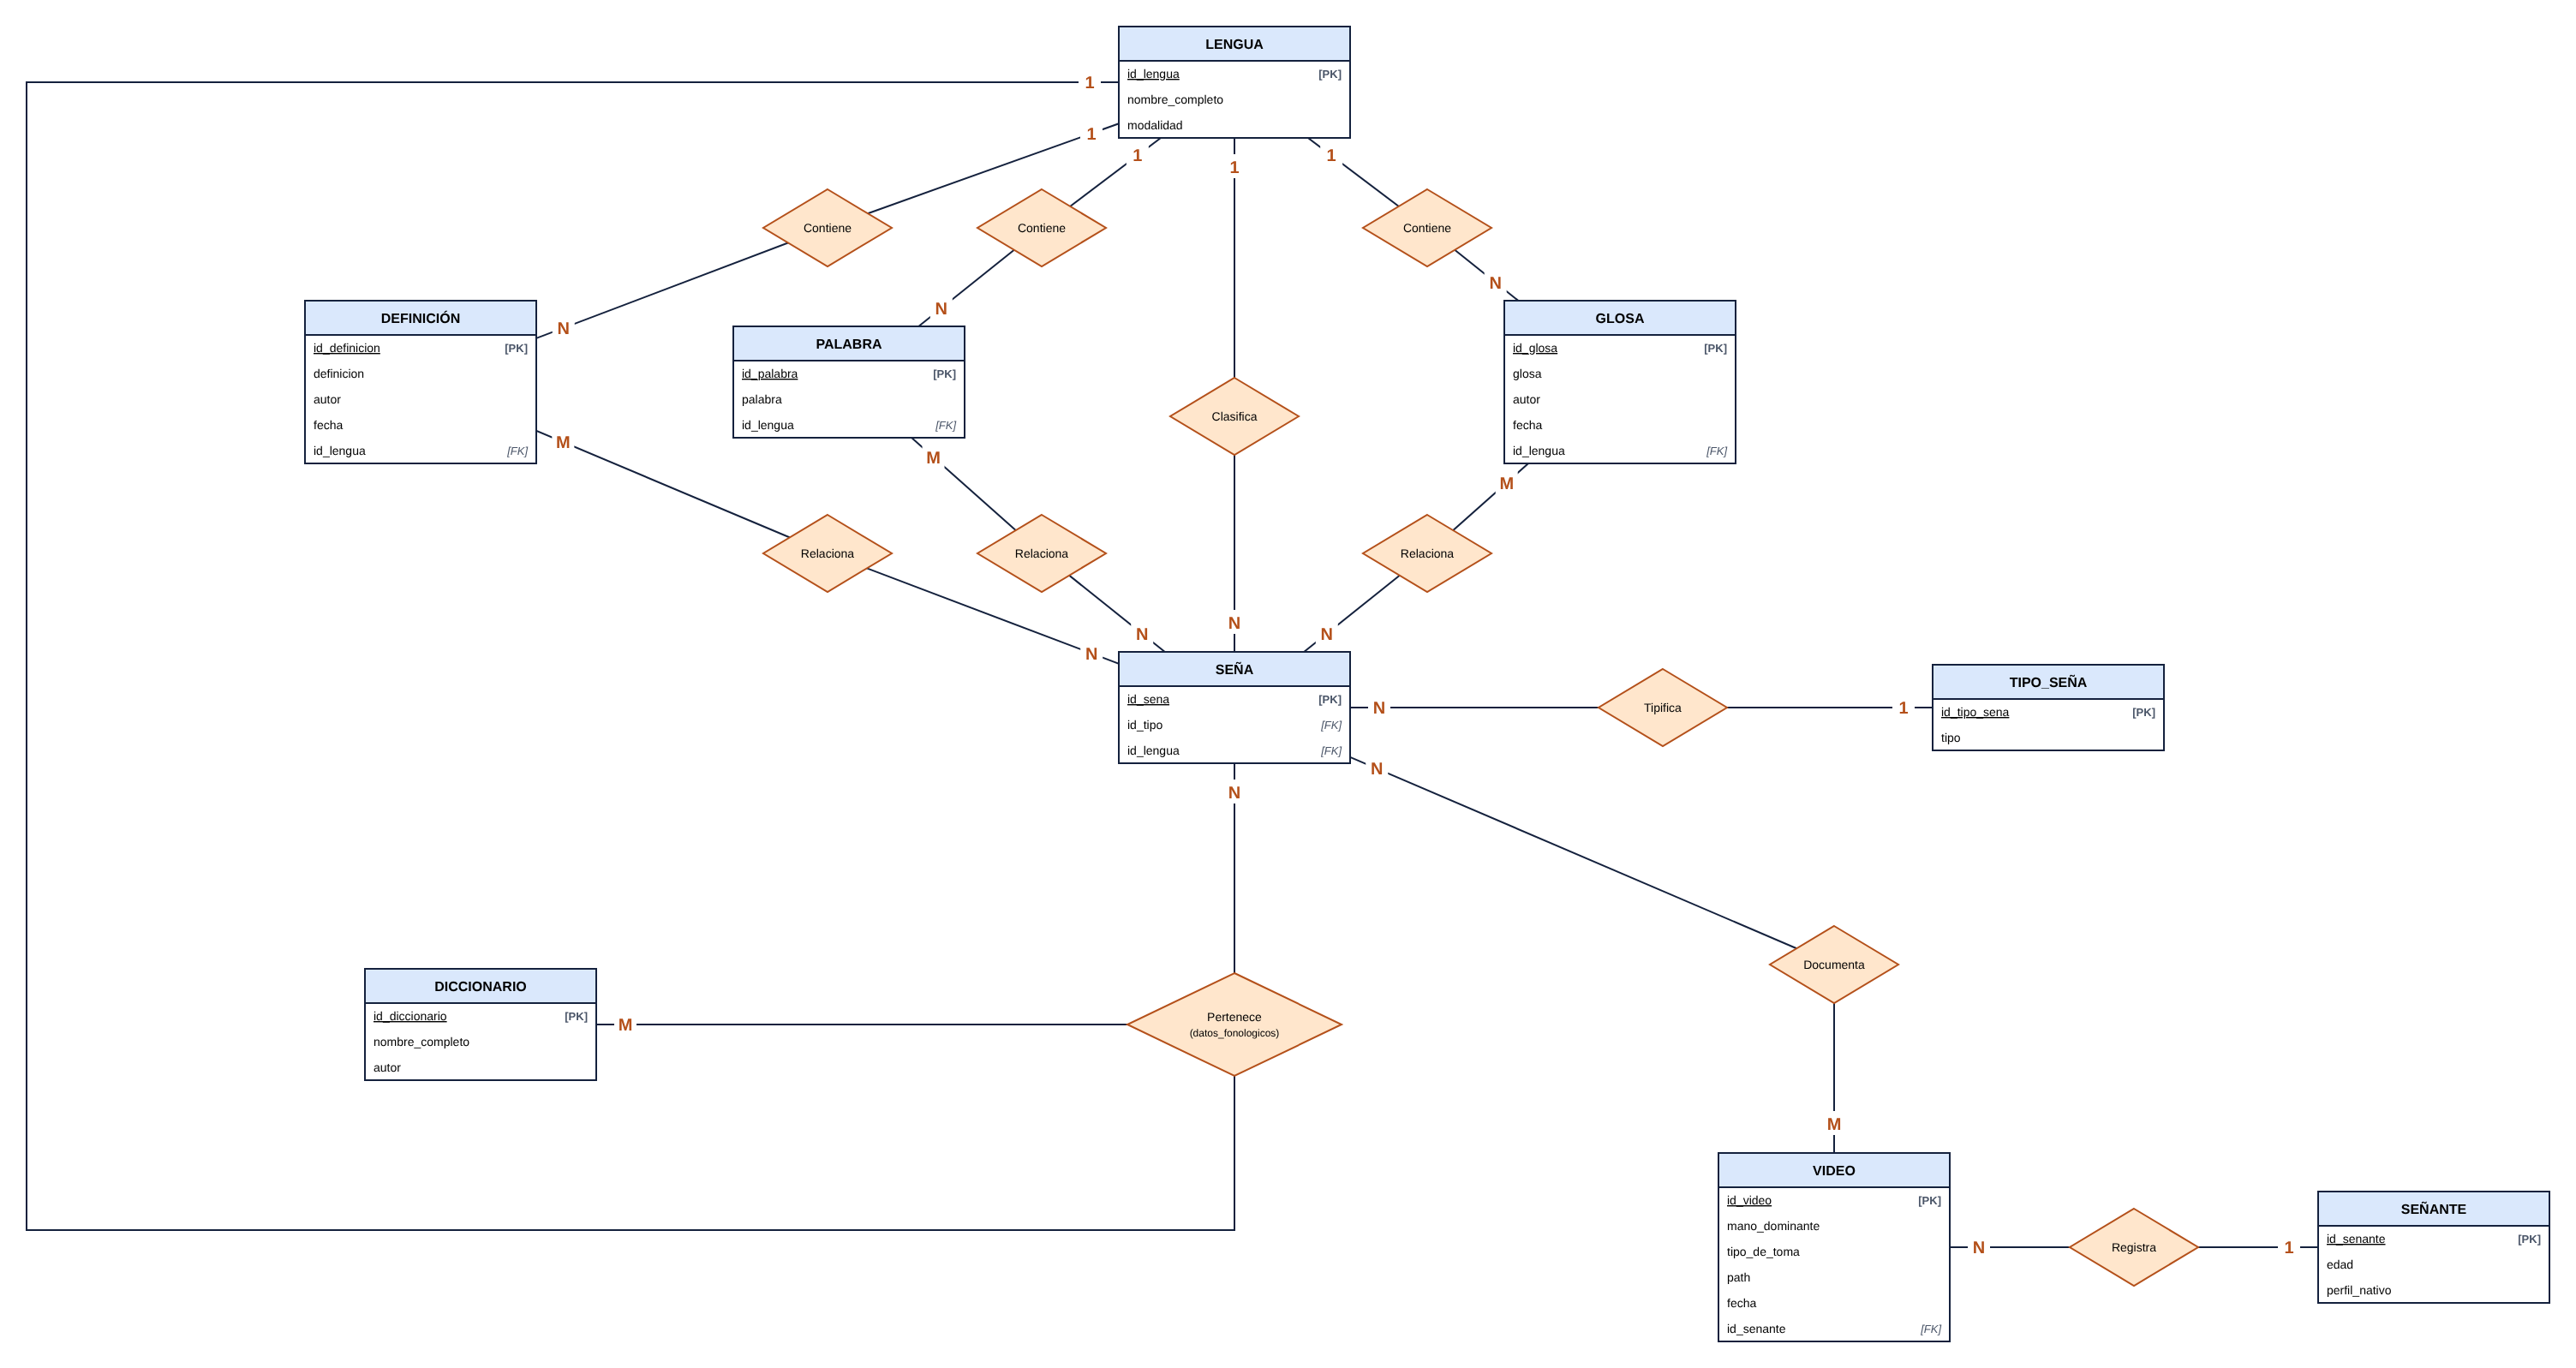 LENGUA
id_lengua [PK]
nombre_completo
modalidad
1
1
1
1
1
Contiene
Contiene
Contiene
N
N
N
DEFINICIÓN
id_definicion [PK]
definicion
autor
fecha
id_lengua [FK]
PALABRA
id_palabra [PK]
palabra
id_lengua [FK]
Clasifica
GLOSA
id_glosa [PK]
glosa
autor
fecha
id_lengua [FK]
M
M
M
Relaciona
Relaciona
Relaciona
N
N
N
N
SEÑA
id_sena [PK]
id_tipo [FK]
id_lengua [FK]
N
Tipifica
1
TIPO_SEÑA
id_tipo_sena [PK]
tipo
N
N
Documenta
DICCIONARIO
id_diccionario [PK]
nombre_completo
autor
M
Pertenece
(datos_fonologicos)
M
VIDEO
id_video [PK]
mano_dominante
tipo_de_toma
path
fecha
id_senante [FK]
N
Registra
1
SEÑANTE
id_senante [PK]
edad
perfil_nativo